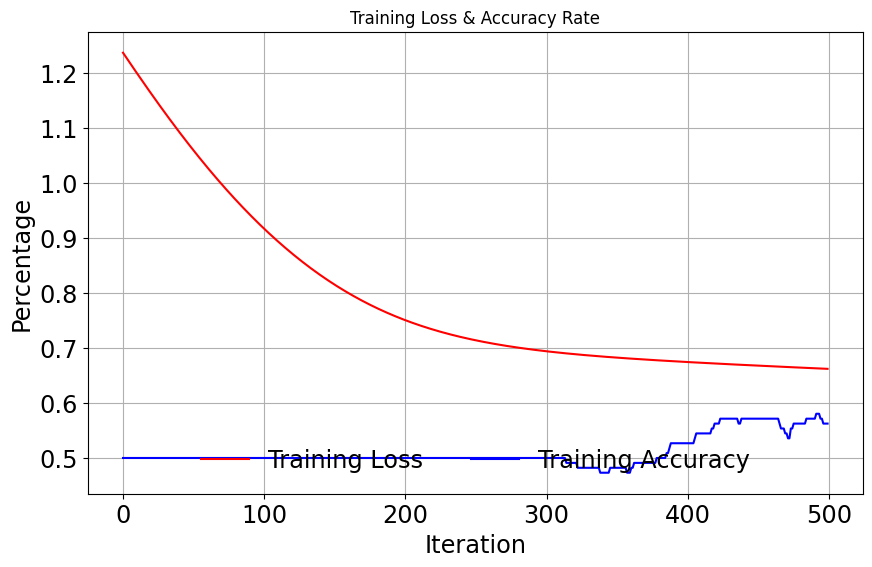 Training Loss & Accuracy Rate
1.2
1.1
1.0
0.9
0.8
0.7
0.6
0.5
Percentage
Training Loss Training Accuracy
0 100 200 300 400 500
Iteration